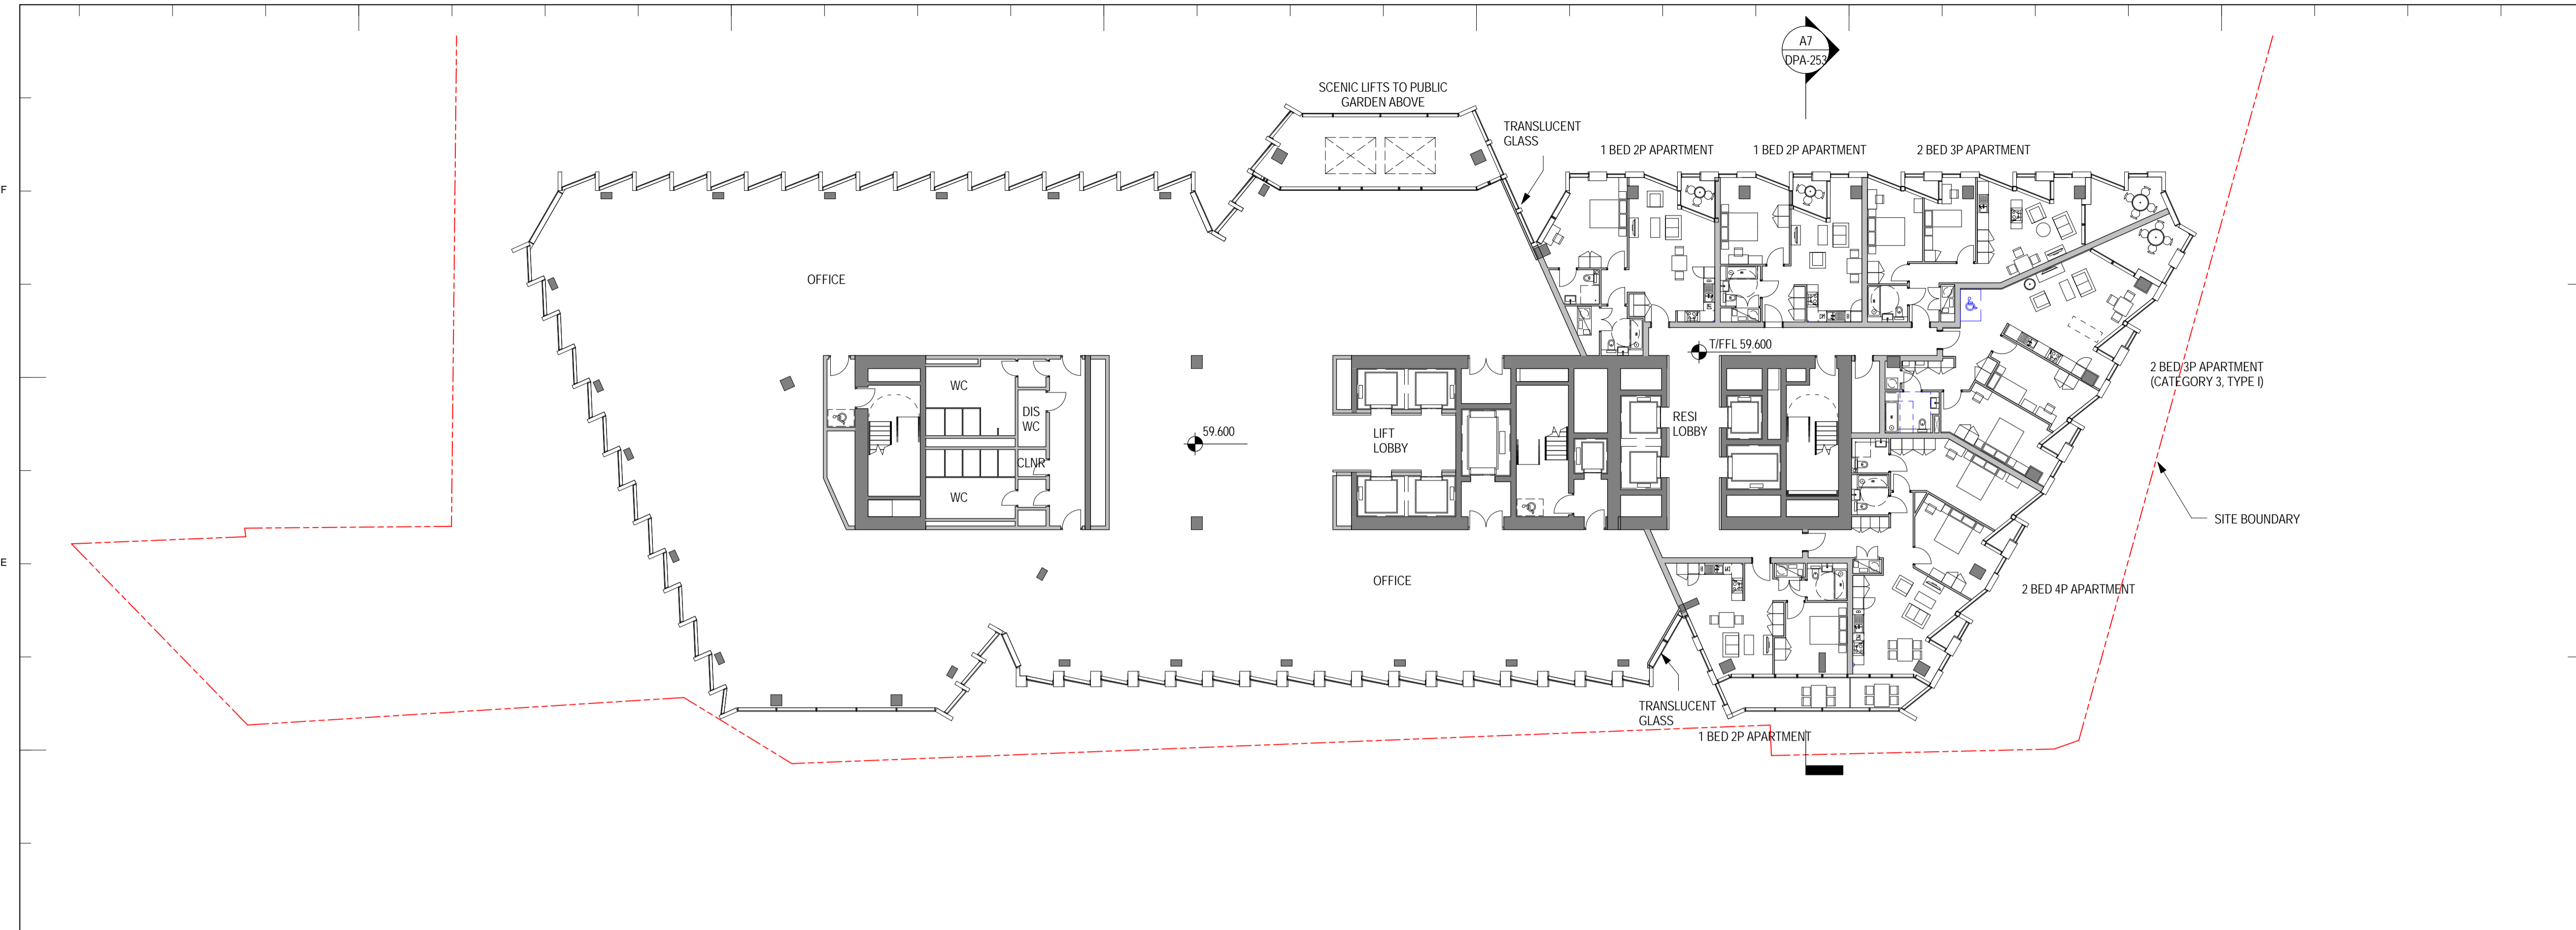 A7
DPA-253
SCENIC LIFTS TO PUBLIC
GARDEN ABOVE
TRANSLUCENT
GLASS
1 BED 2P APARTMENT
1 BED 2P APARTMENT
2 BED 3P APARTMENT
F
OFFICE
T/FFL 59.600
2 BED 3P APARTMENT
(CATEGORY 3, TYPE I)
WC
DIS
WC
59.600
LIFT
LOBBY
RESI
LOBBY
CLNR
WC
SITE BOUNDARY
E
OFFICE
2 BED 4P APARTMENT
TRANSLUCENT
GLASS
1 BED 2P APARTMENT